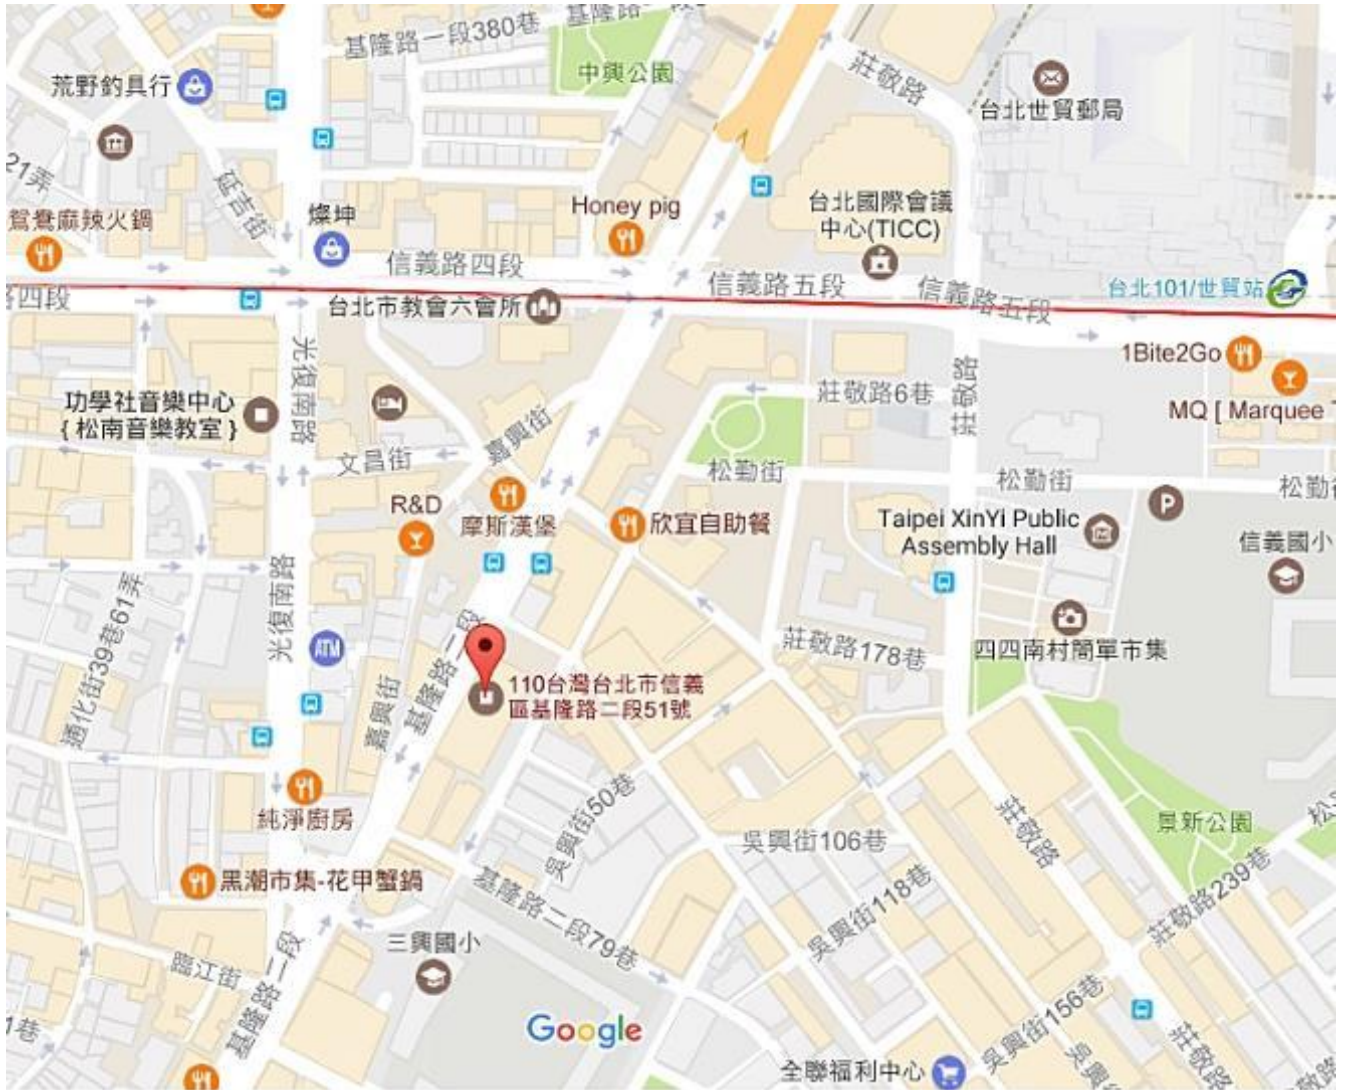 基隆路一段380巷
中興公園
莊敬路
荒野釣具行
台北世貿郵局
21弄
延吉街
鴛鴦麻辣火鍋
燦坤
Honey pig
台北國際會議
中心(TICC)
信義路四段
信義路五段
信義路五段
台北101/世貿站
路四段
台北市教會六會所
1Bite2Go
光復南路
莊敬路6巷
莊敬路
MQ [ Marquee
功學社音樂中心
{ 松南音樂教室 }
嘉興街
文昌街
松勤街
松勤街
松勤
R&D
摩斯漢堡
欣宜自助餐
Taipei XinYi Public
Assembly Hall
信義國小
光復南路
通化街39巷61弄
ATM
基隆路二段
莊敬路178巷
四四南村簡單市集
110台灣台北市信義
區基隆路二段51號
嘉興街
純淨廚房
吳興街50巷
吳興街106巷
莊敬路
景新公園
黑潮市集-花甲蟹鍋
基隆路二段79巷
吳興街118巷
莊敬路239巷
三興國小
臨江街
基隆路二段
Google
吳興街156巷
吳興街
莊敬路
全聯福利中心